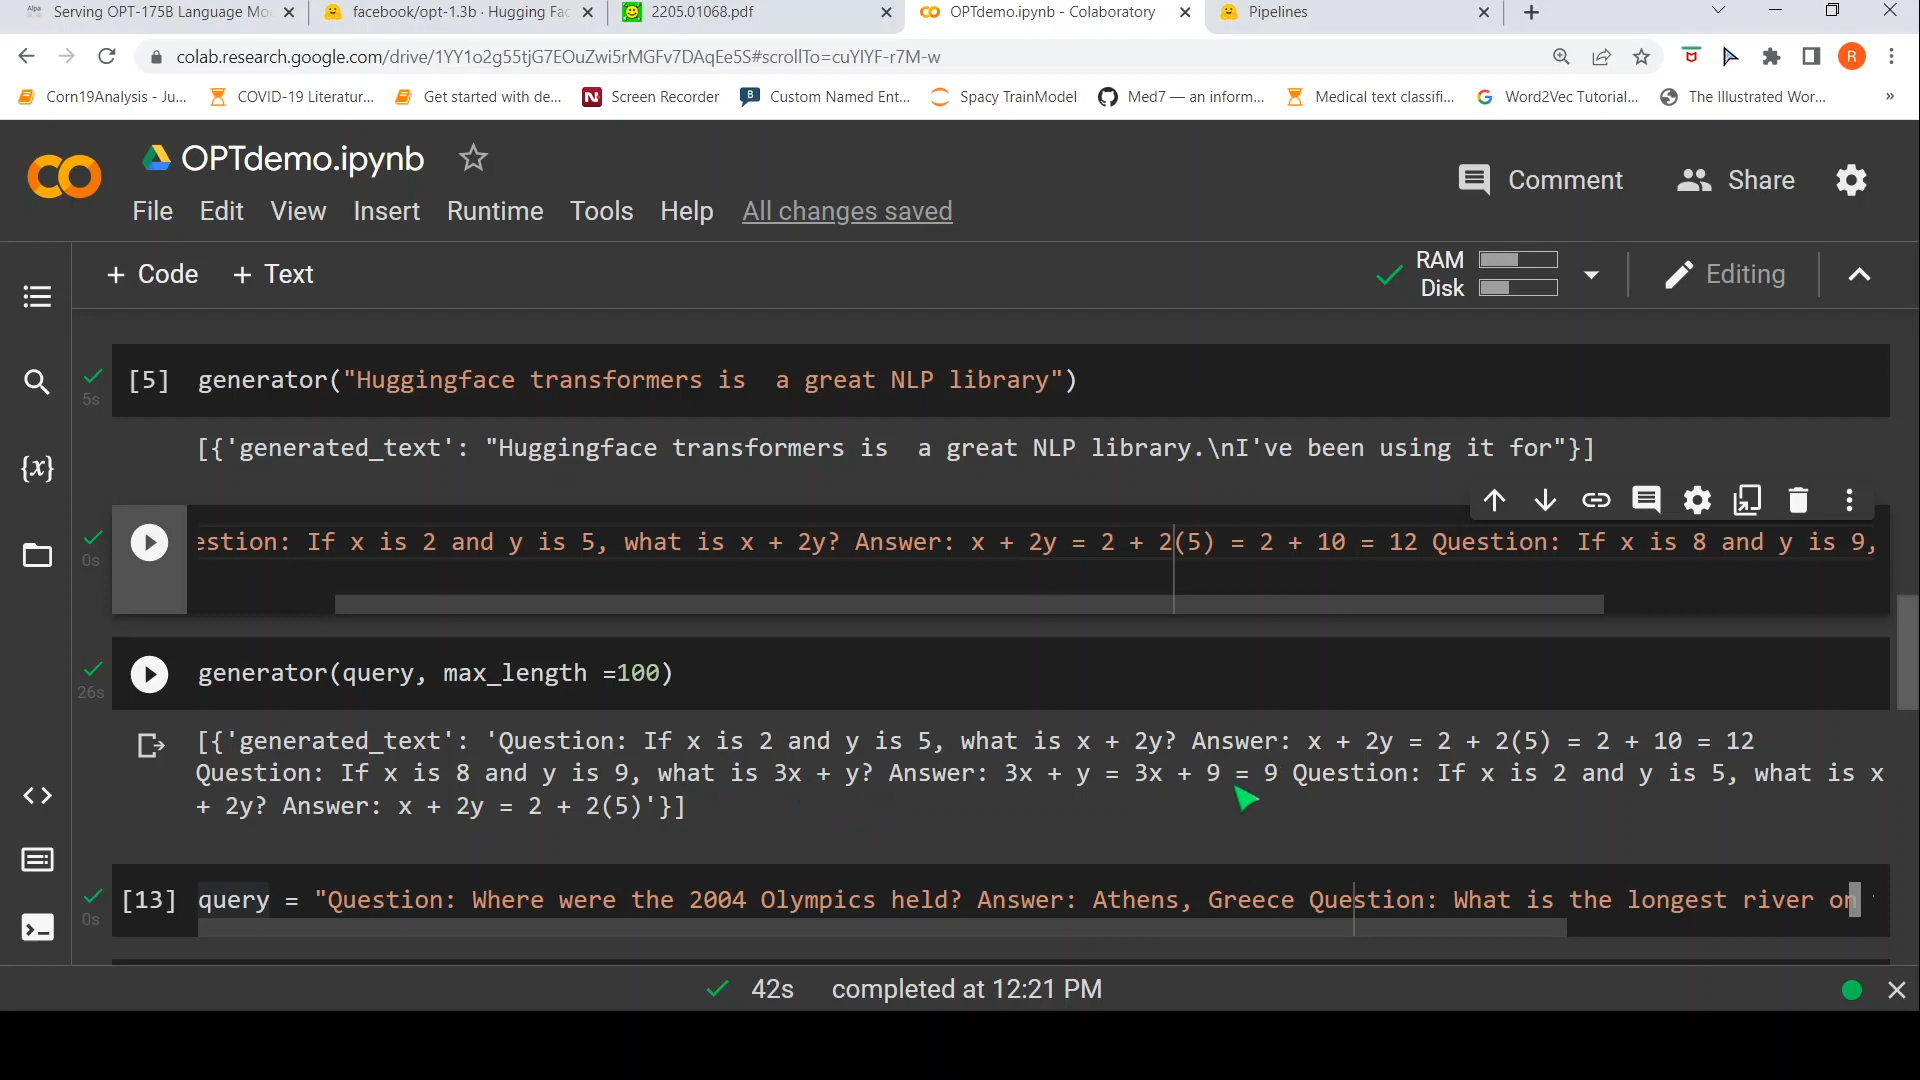 Alpa Serving OPT-175B Language Mo
facebook/opt-1.3b · Hugging Fac
2205.01068.pdf
OPTdemo.ipynb - Colaboratory
Pipelines
colab.research.google.com/drive/1YY1o2g55tjG7EOuZwi5rMGFv7DAqEe5S#scrollTo=cuYIYF-r7M-w
R
Corn19Analysis - Ju...
COVID-19 Literatur...
Get started with de...
N Screen Recorder
Custom Named Ent...
Spacy TrainModel
Med7 — an inform...
Medical text classifi...
Word2Vec Tutorial...
The Illustrated Wor...
»
OPTdemo.ipynb
Comment
Share
File Edit View Insert Runtime Tools Help All changes saved
+ Code + Text
RAM
Disk
Editing
{x}
[5] generator("Huggingface transformers is  a great NLP library")
5s
[{'generated_text': "Huggingface transformers is  a great NLP library.\nI've been using it for"}]
estion: If x is 2 and y is 5, what is x + 2y? Answer: x + 2y = 2 + 2(5) = 2 + 10 = 12 Question: If x is 8 and y is 9,
0s
generator(query, max_length =100)
26s
[{'generated_text': 'Question: If x is 2 and y is 5, what is x + 2y? Answer: x + 2y = 2 + 2(5) = 2 + 10 = 12
Question: If x is 8 and y is 9, what is 3x + y? Answer: 3x + y = 3x + 9 = 9 Question: If x is 2 and y is 5, what is x
+ 2y? Answer: x + 2y = 2 + 2(5)'}]
[13] query = "Question: Where were the 2004 Olympics held? Answer: Athens, Greece Question: What is the longest river on
0s
42s completed at 12:21 PM